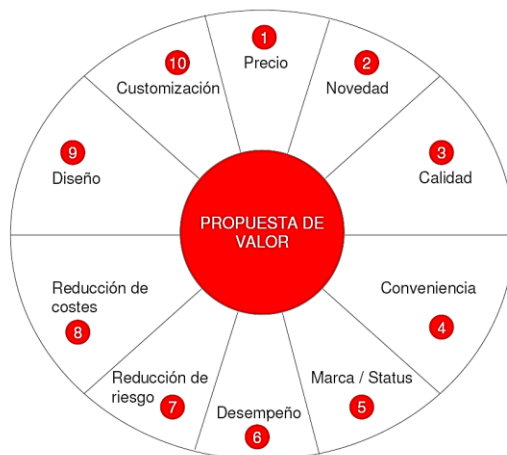 1
Precio
2
Novedad
3
Calidad
Conveniencia
4
Marca / Status
5
Desempeño
6
Reducción de
riesgo
7
Reducción de
costes
8
9
Diseño
10
Customización
PROPUESTA DE
VALOR